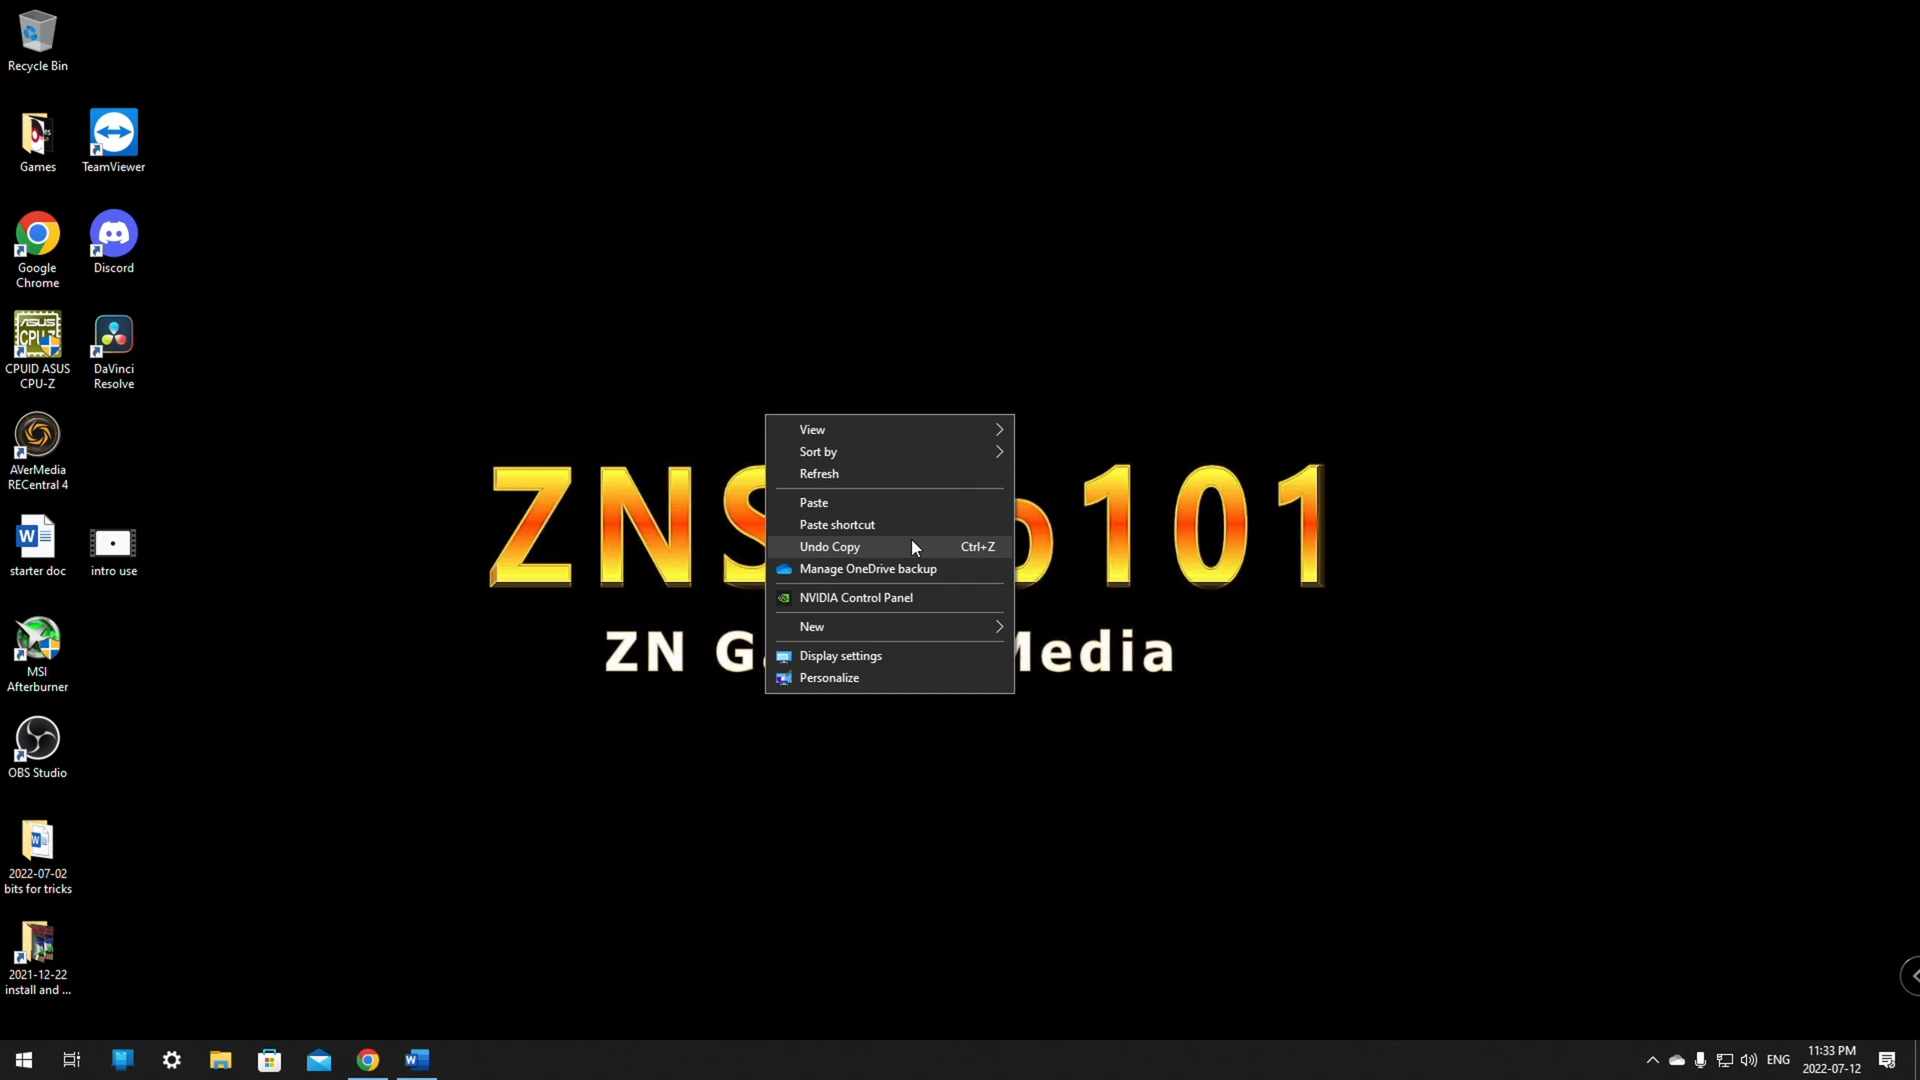 Recycle Bin
Games
TeamViewer
Google
Chrome
Discord
ASUS
CPU-Z
CPUID ASUS
CPU-Z
DaVinci
Resolve
AVerMedia
RECentral 4
W
starter doc
intro use
MSI
Afterburner
OBS Studio
2022-07-02
bits for tricks
2021-12-22
install and ...
View
Sort by
Refresh
Paste
Paste shortcut
Undo Copy Ctrl+Z
Manage OneDrive backup
NVIDIA Control Panel
New
Display settings
Personalize
ZNS 101
ZN G Media
W
ENG
11:33 PM
2022-07-12